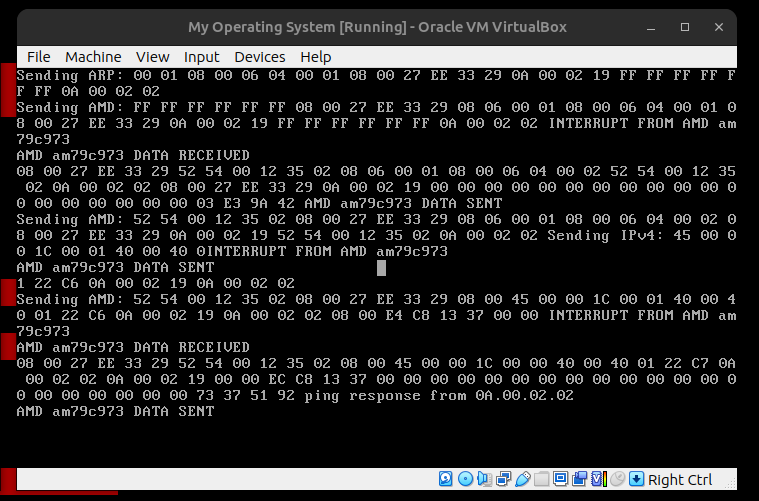 My Operating System [Running] - Oracle VM VirtualBox
File Machine View Input Devices Help
Sending ARP: 00 01 08 00 06 04 00 01 08 00 27 EE 33 29 0A 00 02 19 FF FF FF FF F
F FF 0A 00 02 02
Sending AMD: FF FF FF FF FF FF 08 00 27 EE 33 29 08 06 00 01 08 00 06 04 00 01 0
8 00 27 EE 33 29 0A 00 02 19 FF FF FF FF FF FF 0A 00 02 02 INTERRUPT FROM AMD am
79c973
AMD am79c973 DATA RECEIVED
08 00 27 EE 33 29 52 54 00 12 35 02 08 06 00 01 08 00 06 04 00 02 52 54 00 12 35
 02 0A 00 02 02 08 00 27 EE 33 29 0A 00 02 19 00 00 00 00 00 00 00 00 00 00 00 0
0 00 00 00 00 00 00 03 E3 9A 42 AMD am79c973 DATA SENT
Sending AMD: 52 54 00 12 35 02 08 00 27 EE 33 29 08 06 00 01 08 00 06 04 00 02 0
8 00 27 EE 33 29 0A 00 02 19 52 54 00 12 35 02 0A 00 02 02 Sending IPv4: 45 00 0
0 1C 00 01 40 00 40 0INTERRUPT FROM AMD am79c973
AMD am79c973 DATA SENT
1 22 C6 0A 00 02 19 0A 00 02 02
Sending AMD: 52 54 00 12 35 02 08 00 27 EE 33 29 08 00 45 00 00 1C 00 01 40 00 4
0 01 22 C6 0A 00 02 19 0A 00 02 02 08 00 E4 C8 13 37 00 00 INTERRUPT FROM AMD am
79c973
AMD am79c973 DATA RECEIVED
08 00 27 EE 33 29 52 54 00 12 35 02 08 00 45 00 00 1C 00 00 40 00 40 01 22 C7 0A
 00 02 02 0A 00 02 19 00 00 EC C8 13 37 00 00 00 00 00 00 00 00 00 00 00 00 00 0
0 00 00 00 00 00 00 73 37 51 92 ping response from 0A.00.02.02
AMD am79c973 DATA SENT
Right Ctrl